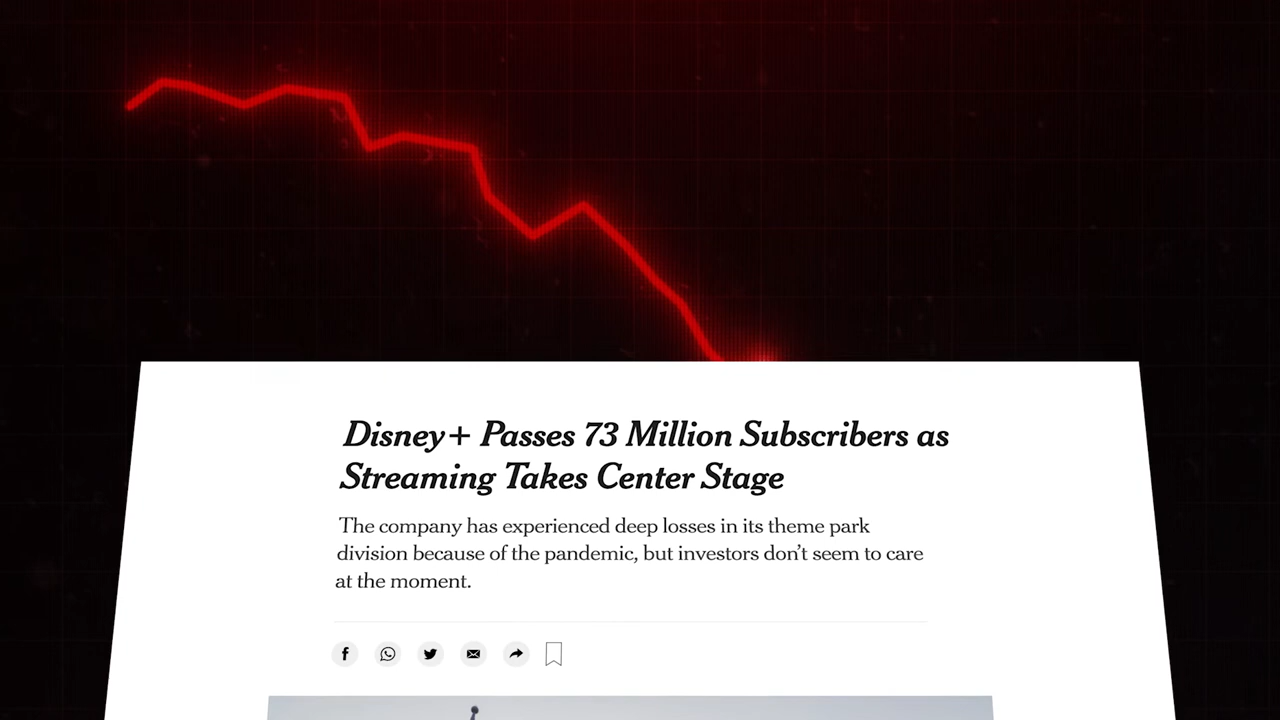 Disney+ Passes 73 Million Subscribers as
Streaming Takes Center Stage
The company has experienced deep losses in its theme park
division because of the pandemic, but investors don't seem to care
at the moment.